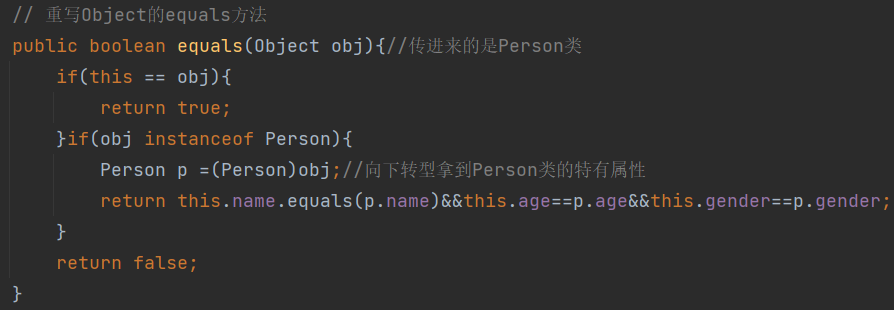 // 重写Object的equals方法
public boolean equals(Object obj){//传进来的是Person类
    if(this == obj){
        return true;
    }if(obj instanceof Person){
        Person p =(Person)obj;//向下转型拿到Person类的特有属性
        return this.name.equals(p.name)&&this.age==p.age&&this.gender==p.gender;
    }
    return false;
}